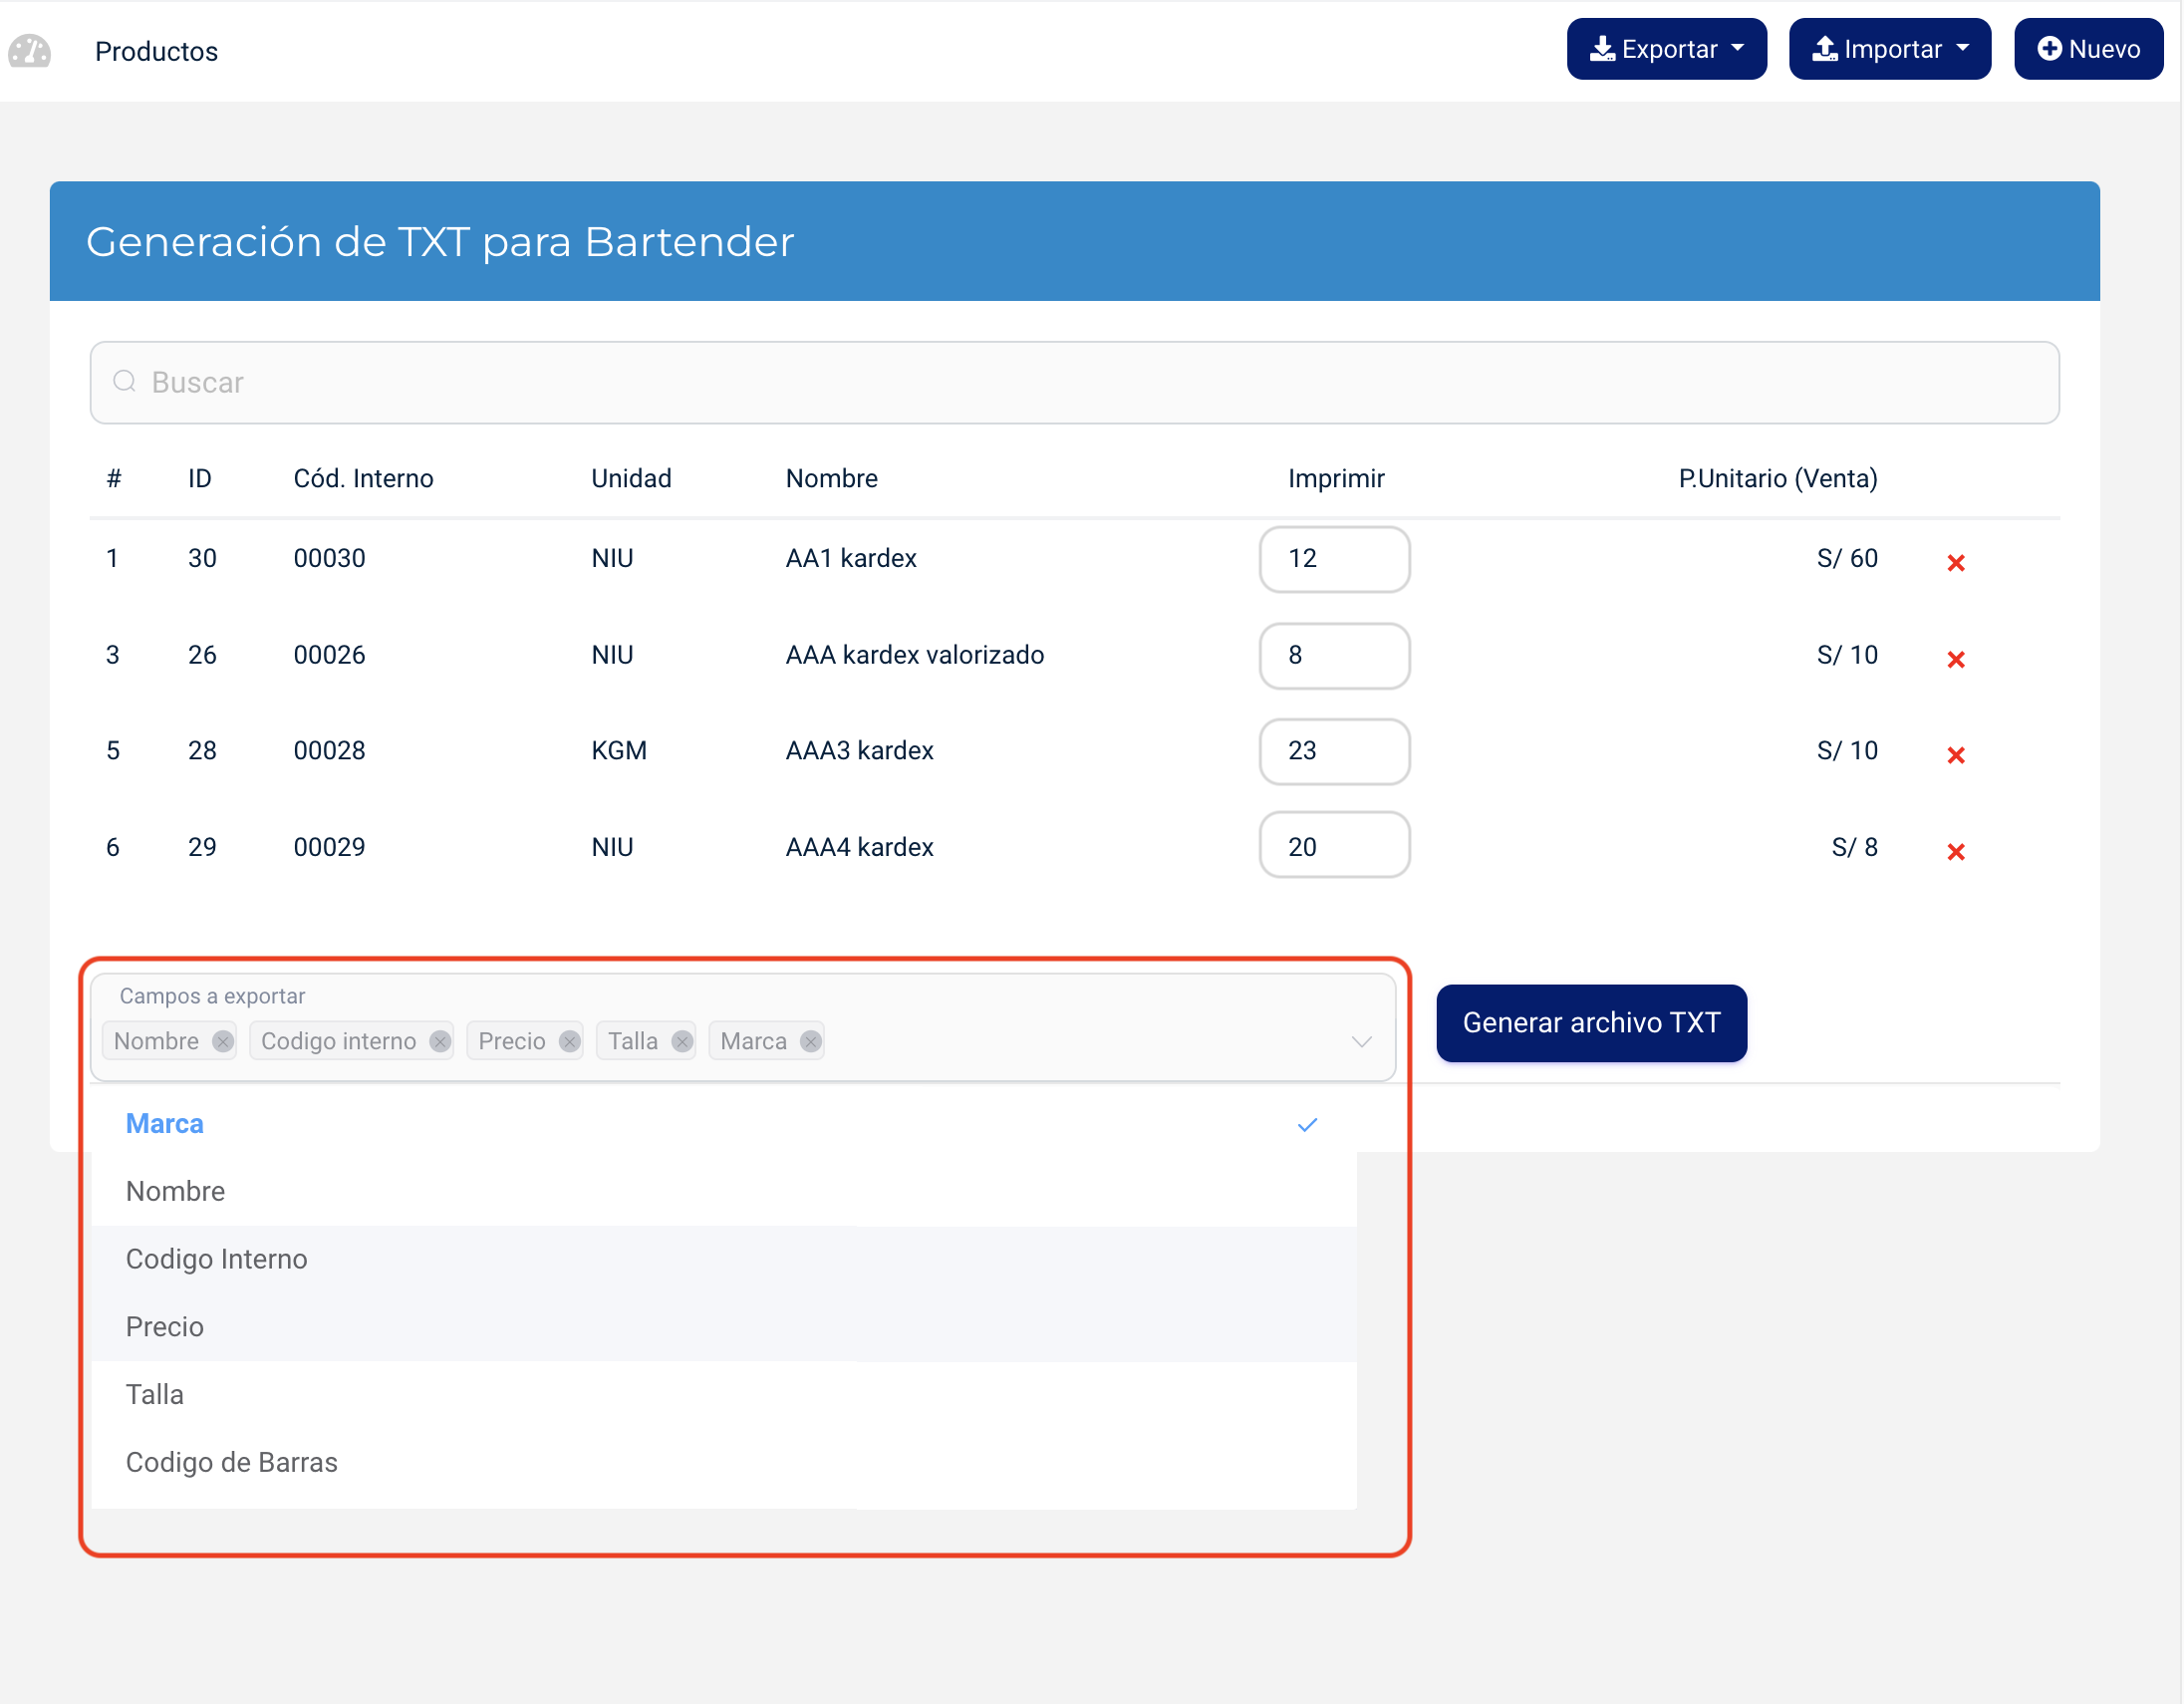 Productos
Exportar
Importar
Nuevo
Generación de TXT para Bartender
Buscar
# ID Cód. Interno Unidad Nombre Imprimir P.Unitario (Venta)
1 30 00030 NIU AA1 kardex 12 S/ 60
3 26 00026 NIU AAA kardex valorizado 8 S/ 10
5 28 00028 KGM AAA3 kardex 23 S/ 10
6 29 00029 NIU AAA4 kardex 20 S/ 8
Campos a exportar
Nombre Codigo interno Precio Talla Marca
Generar archivo TXT
Marca
Nombre
Codigo Interno
Precio
Talla
Codigo de Barras